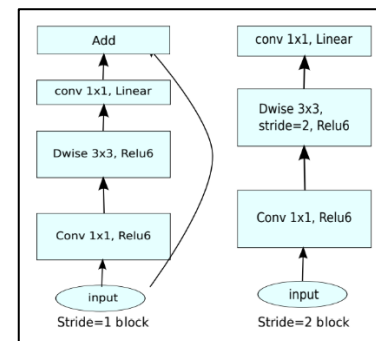 Add
conv 1x1, Linear
Dwise 3x3, Relu6
Conv 1x1, Relu6
input
Stride=1 block
conv 1x1, Linear
Dwise 3x3,
stride=2, Relu6
Conv 1x1, Relu6
input
Stride=2 block